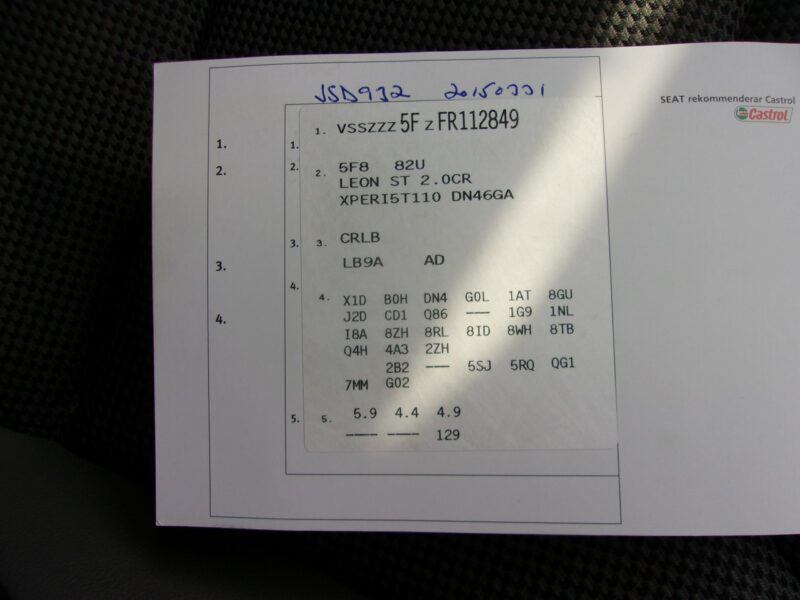 JSD932 20150331
SEAT rekommenderar Castrol
Castrol
1. 1. 1. VSSZZZ 5F Z FR112849
2. 2. 2. 5F8 82U
LEON ST 2.0CR
XPERI5T110 DN46GA
3. 3. 3. CRLB
LB9A AD
4. 4. 4. X1D B0H DN4 G0L 1AT 8GU
J2D CD1 Q86 --- 1G9 1NL
I8A 8ZH 8RL 8ID 8WH 8TB
Q4H 4A3 2ZH
2B2 --- 5SJ 5RQ QG1
7MM G02
5. 5. 5.9 4.4 4.9
---- ---- 129